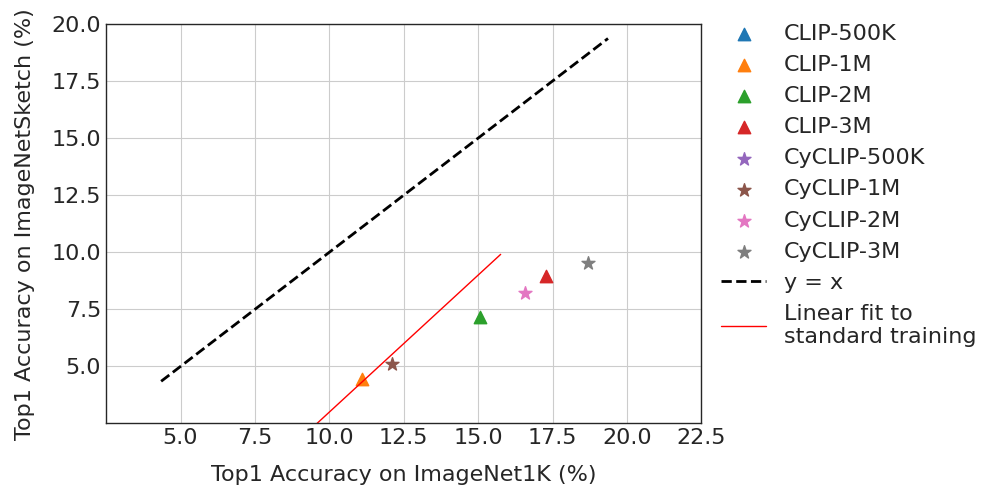 20.0
17.5
15.0
12.5
10.0
7.5
5.0
Top1 Accuracy on ImageNetSketch (%)
5.0 7.5 10.0 12.5 15.0 17.5 20.0 22.5
Top1 Accuracy on ImageNet1K (%)
CLIP-500K
CLIP-1M
CLIP-2M
CLIP-3M
CyCLIP-500K
CyCLIP-1M
CyCLIP-2M
CyCLIP-3M
y = x
Linear fit to
standard training